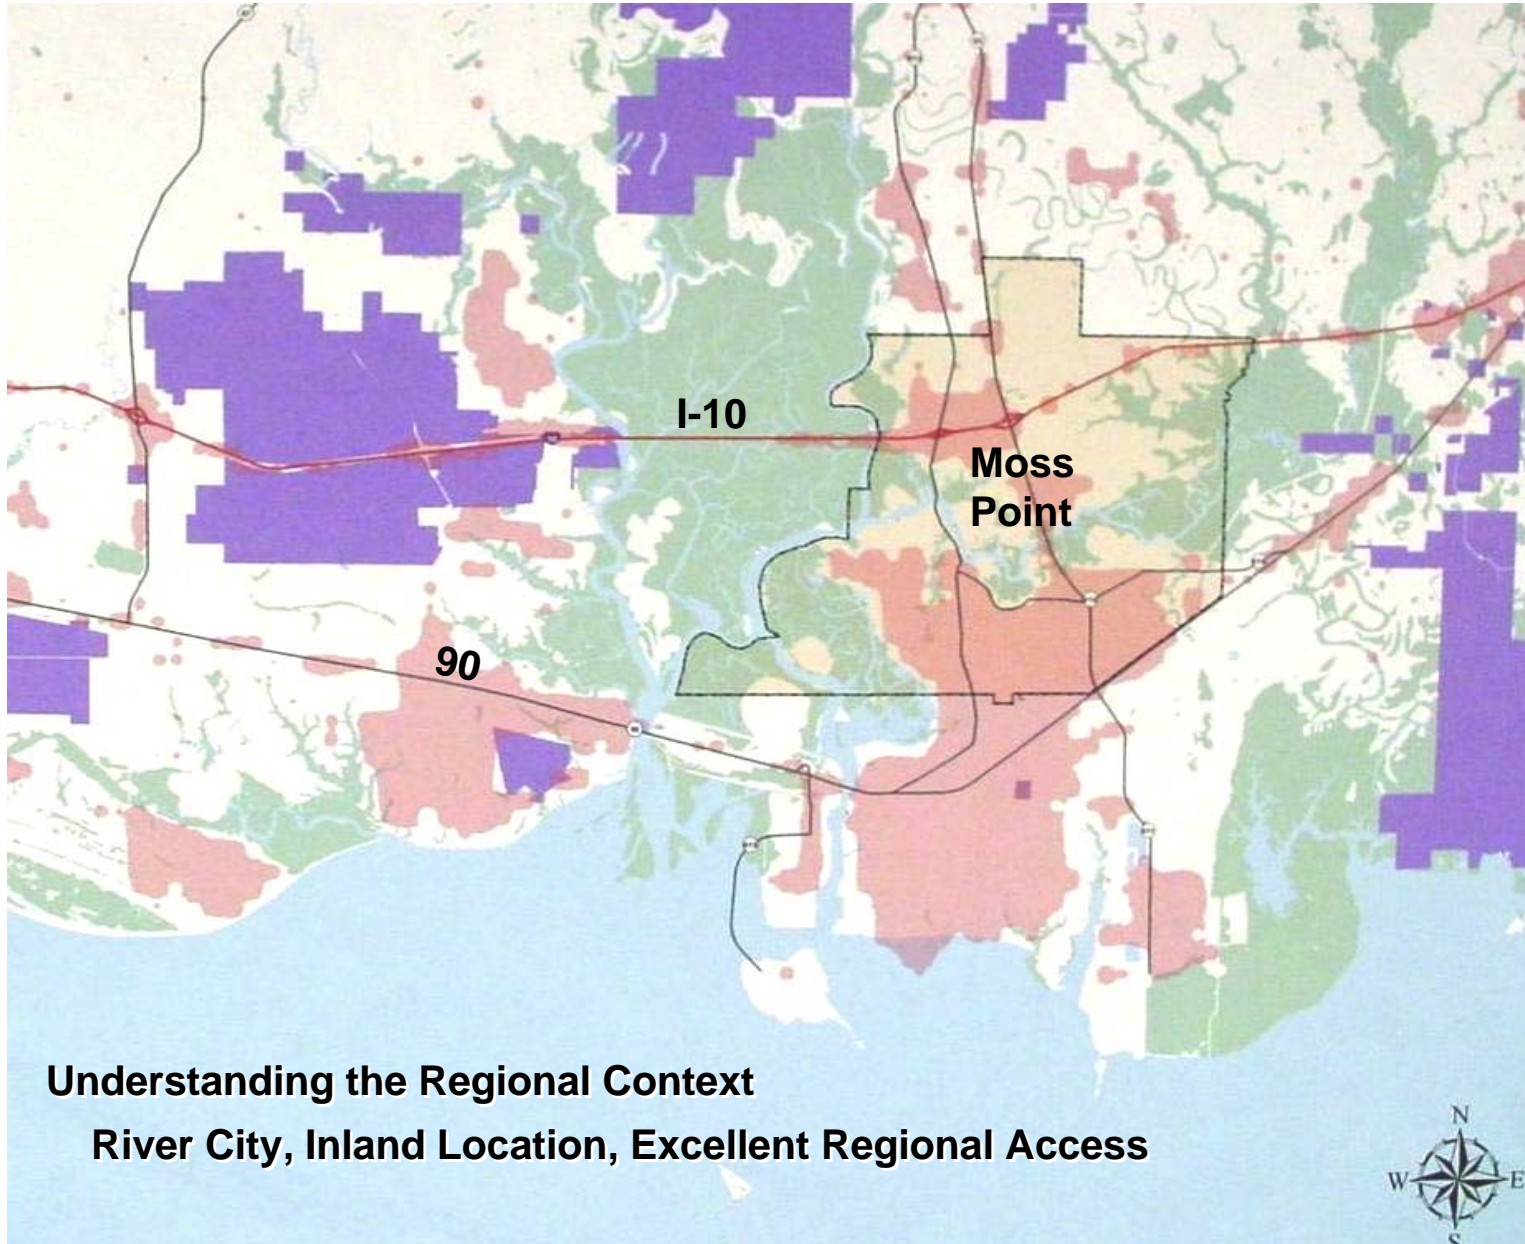 I-10
Moss
Point
90
Understanding the Regional Context
River City, Inland Location, Excellent Regional Access
N
W
E
S